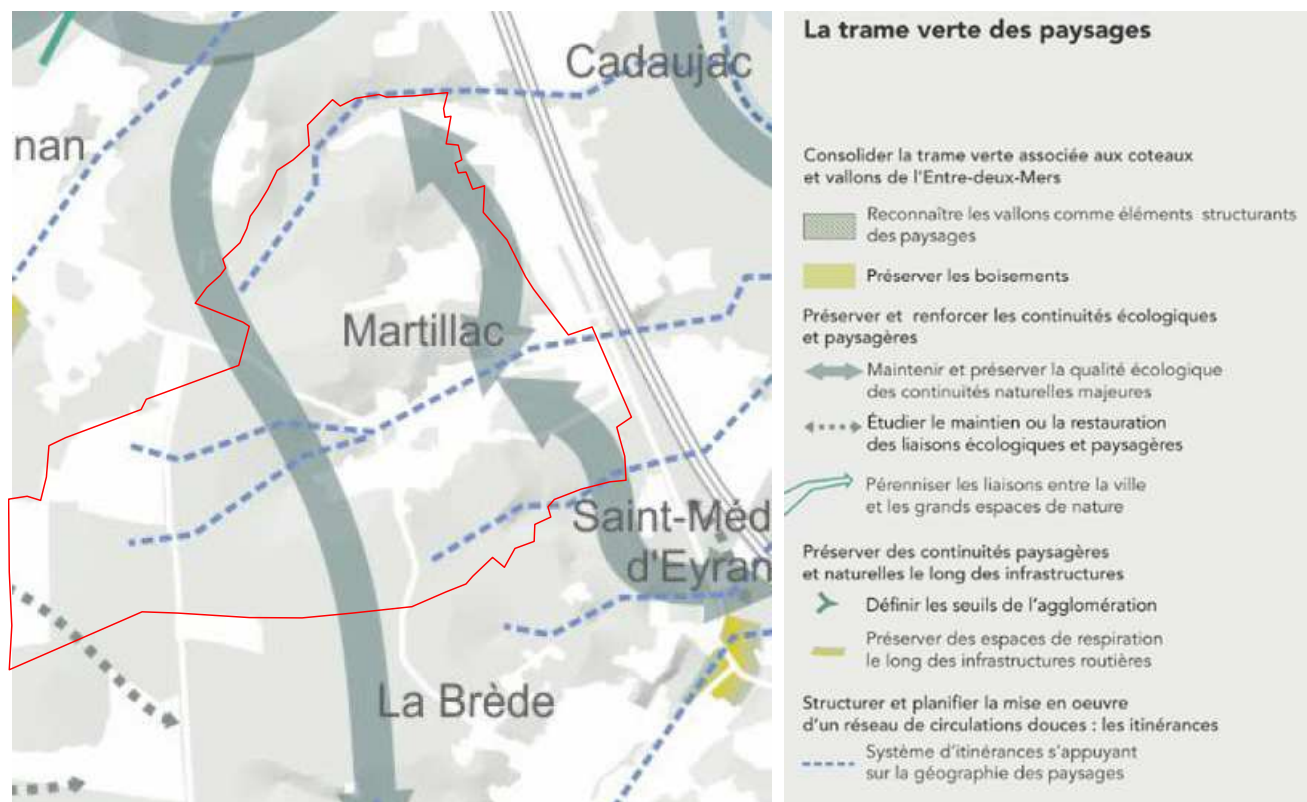 Cadaujac
nan
Martillac
Saint-Méd
d'Eyran
La Brède
La trame verte des paysages
Consolider la trame verte associée aux coteaux
et vallons de l'Entre-deux-Mers
Reconnaître les vallons comme éléments structurants
des paysages
Préserver les boisements
Préserver et renforcer les continuités écologiques
et paysagères
Maintenir et préserver la qualité écologique
des continuités naturelles majeures
Étudier le maintien ou la restauration
des liaisons écologiques et paysagères
Pérenniser les liaisons entre la ville
et les grands espaces de nature
Préserver des continuités paysagères
et naturelles le long des infrastructures
Définir les seuils de l'agglomération
Préserver des espaces de respiration
le long des infrastructures routières
Structurer et planifier la mise en oeuvre
d'un réseau de circulations douces : les itinérances
Système d'itinérances s'appuyant
sur la géographie des paysages